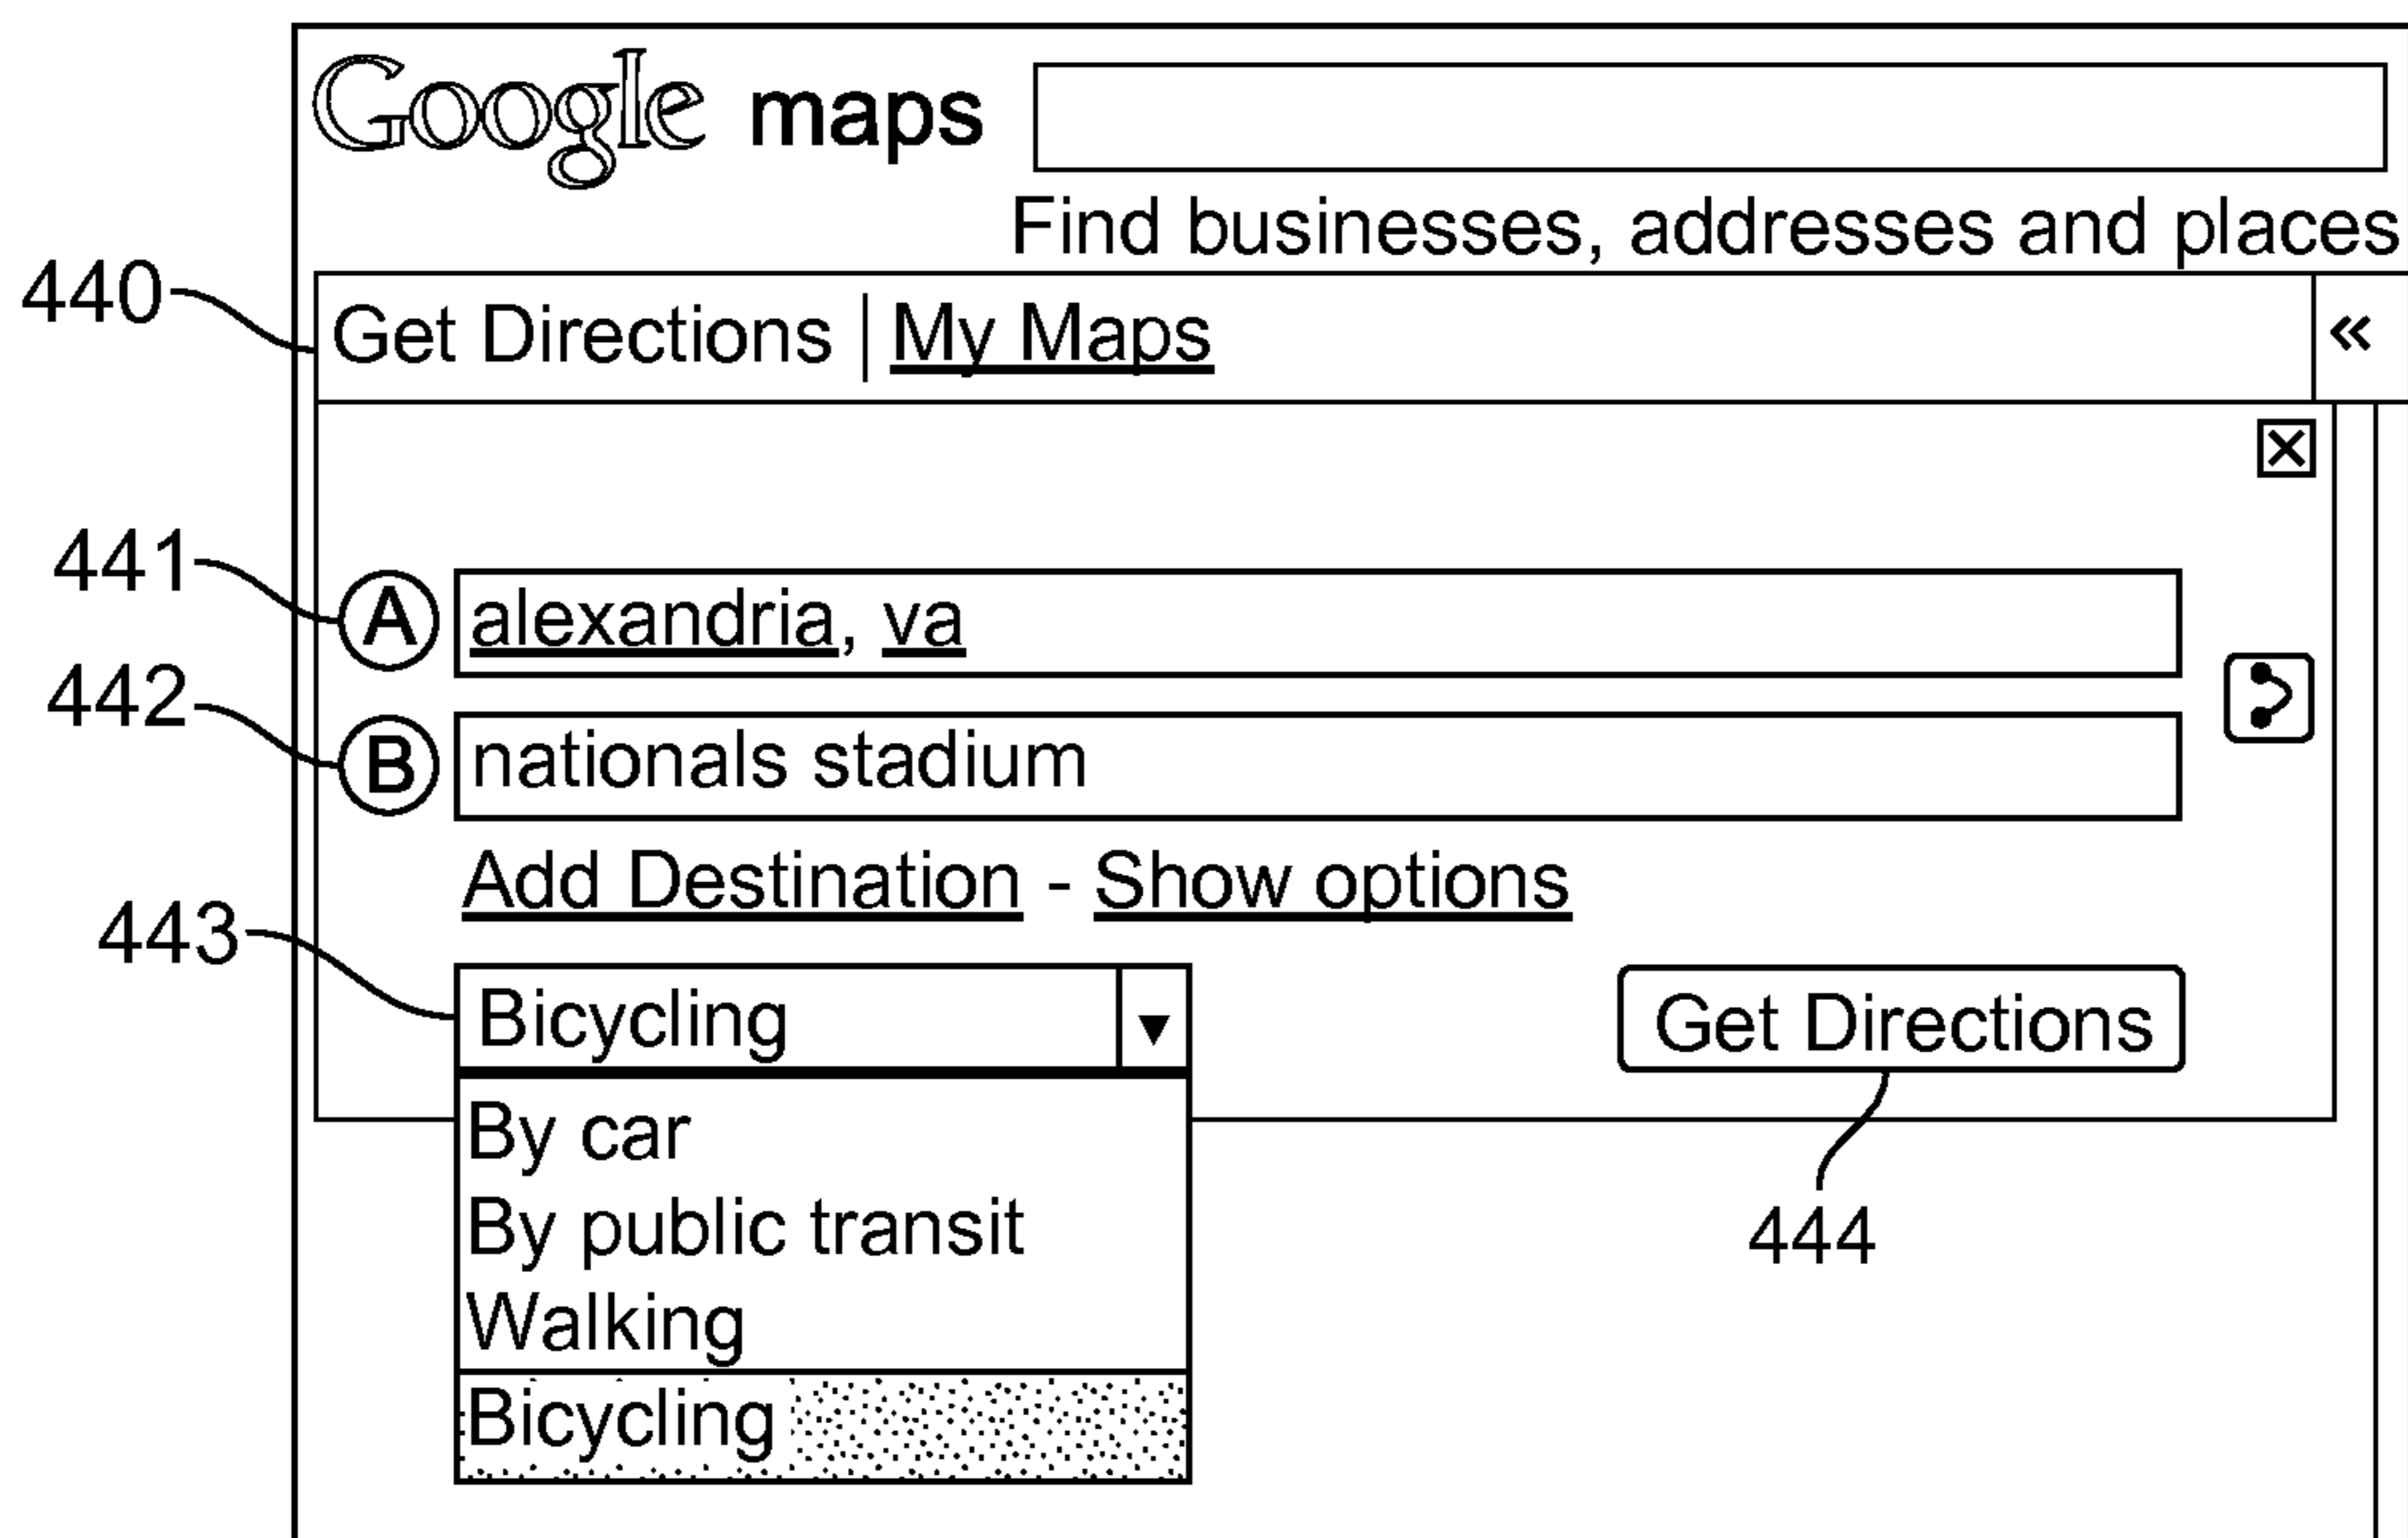 Google maps
Find businesses, addresses and places
440
Get Directions | My Maps «
441
A alexandria, va
442
B nationals stadium
Add Destination - Show options
443
Bicycling ▼ Get Directions
By car
By public transit
444
Walking
Bicycling